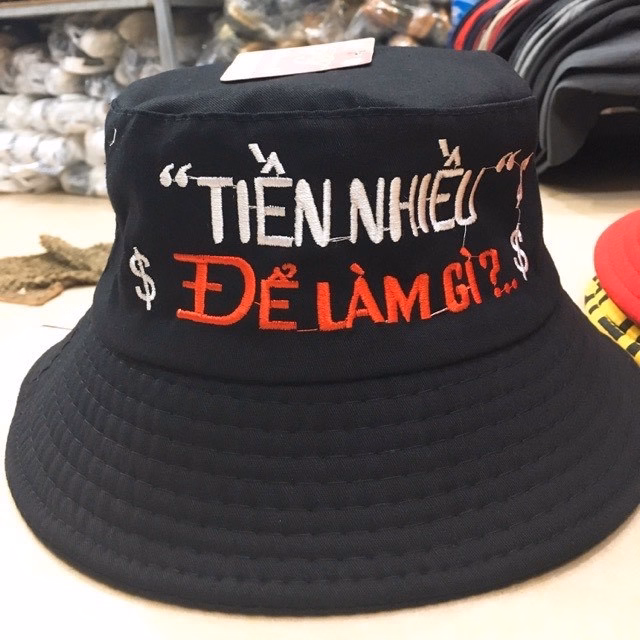 “TIỀN NHIỀU“
$ ĐỂ LÀM GÌ?... $